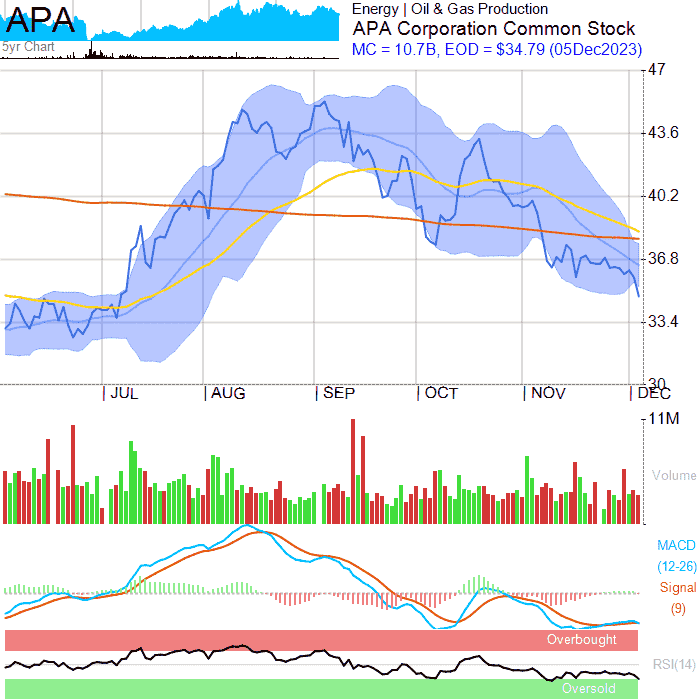 APA
5yr Chart
Energy | Oil & Gas Production
APA Corporation Common Stock
MC = 10.7B, EOD = $34.79 (05Dec2023)
47
43.6
40.2
36.8
33.4
30
JUL
AUG
SEP
OCT
NOV
DEC
11M
Volume
MACD
(12-26)
Signal
(9)
Overbought
RSI(14)
Oversold